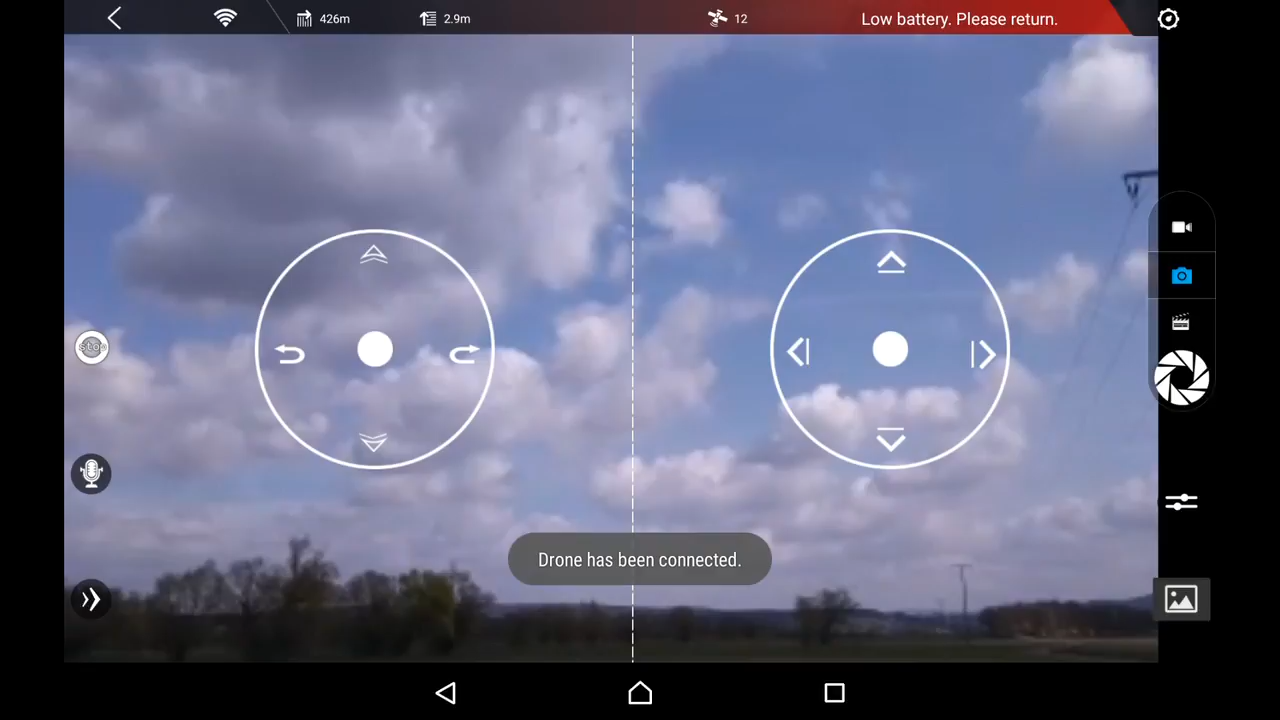 426m
2.9m
12
Low battery. Please return.
stop
Drone has been connected.